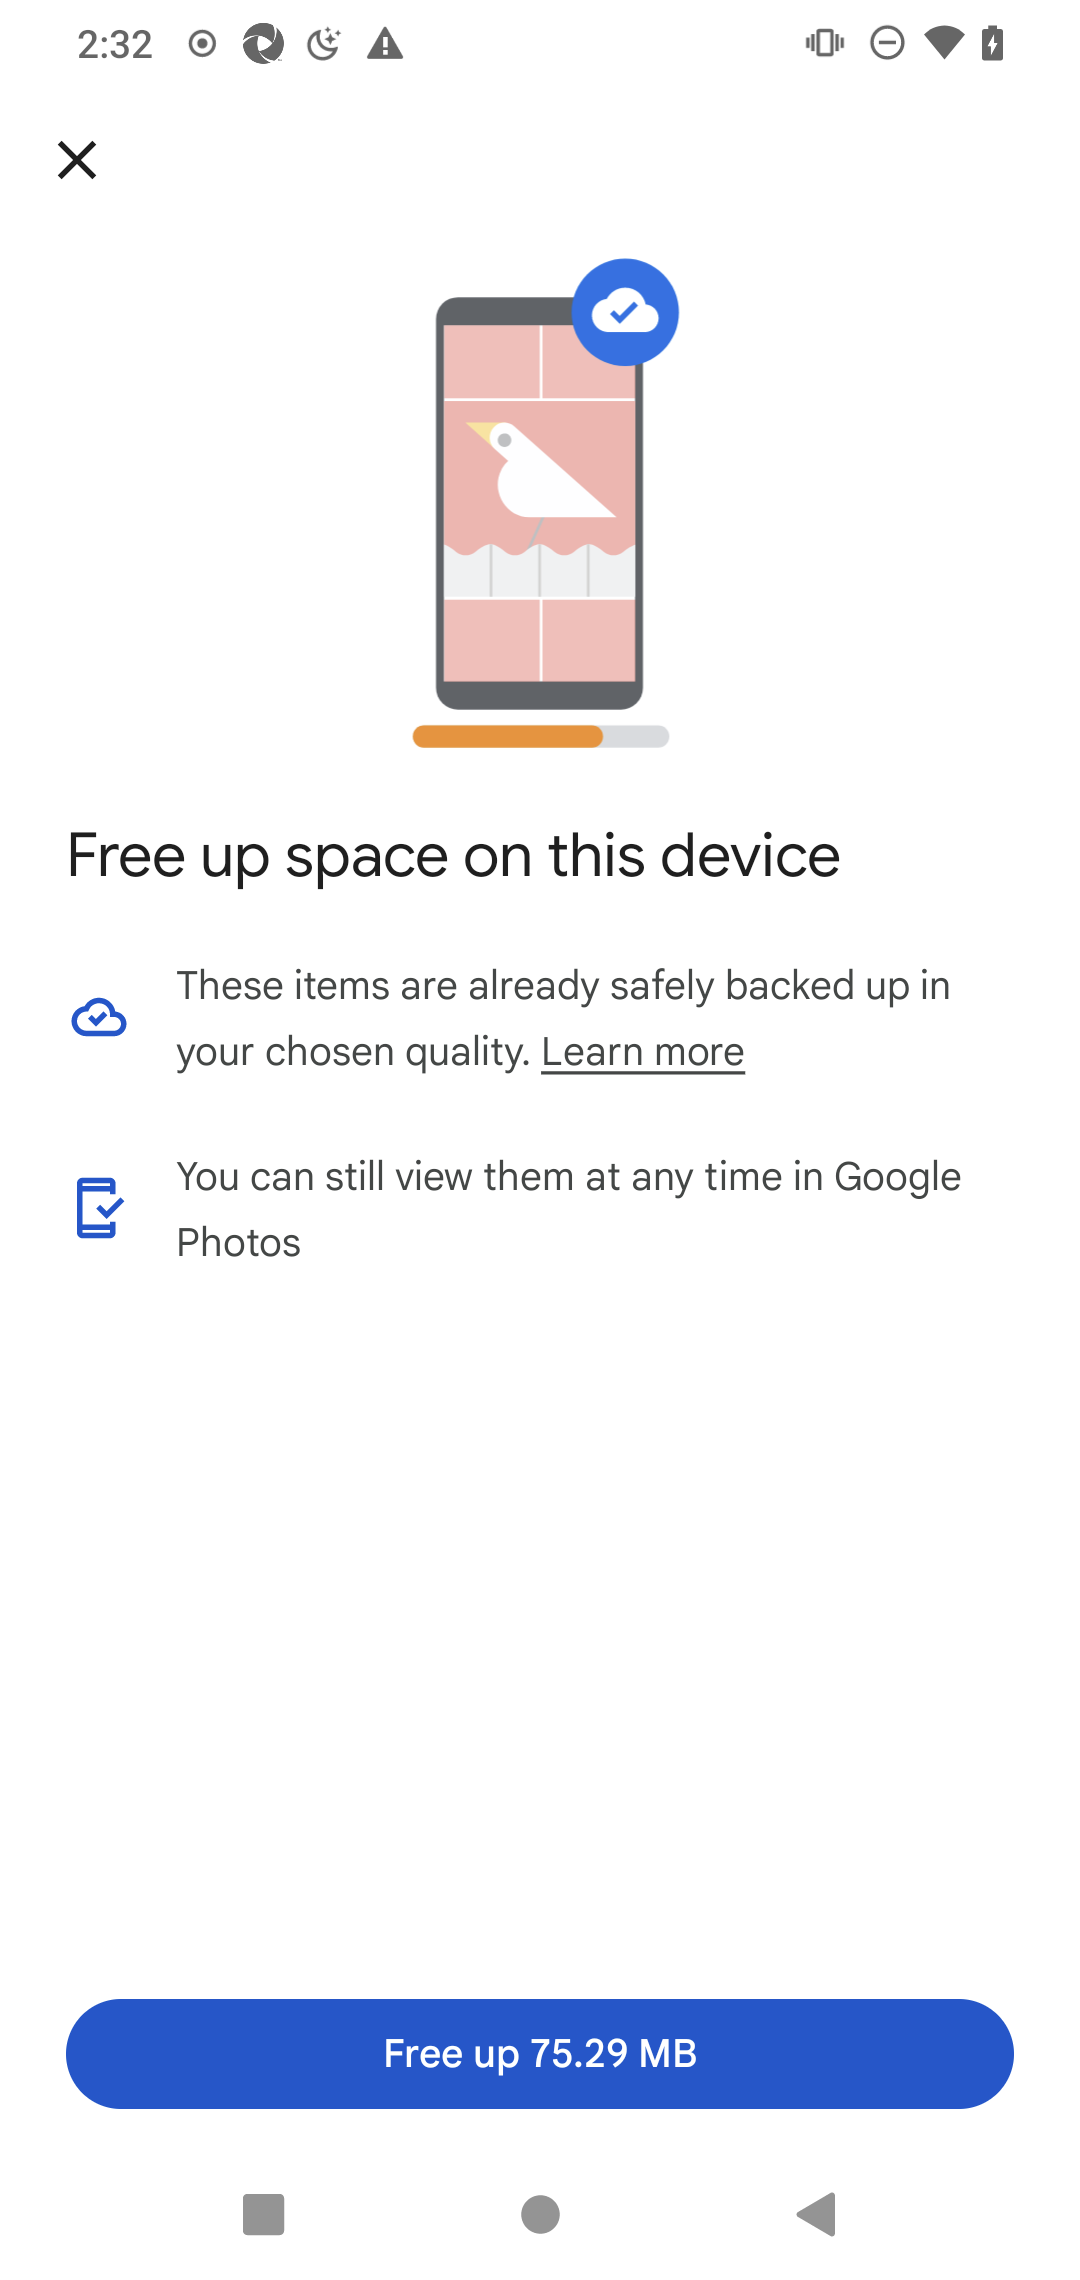 2:32
Free up space on this device
These items are already safely backed up in
your chosen quality. Learn more
You can still view them at any time in Google
Photos
Free up 75.29 MB